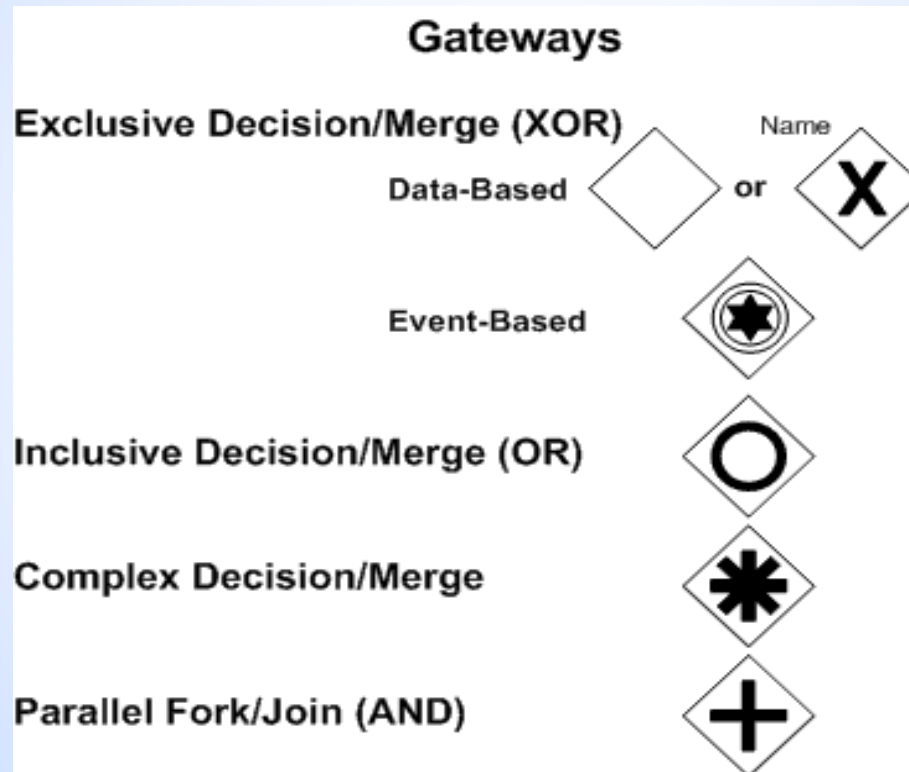 Gateways
Exclusive Decision/Merge (XOR)
Name
Data-Based
or
X
Event-Based
Inclusive Decision/Merge (OR)
Complex Decision/Merge
Parallel Fork/Join (AND)